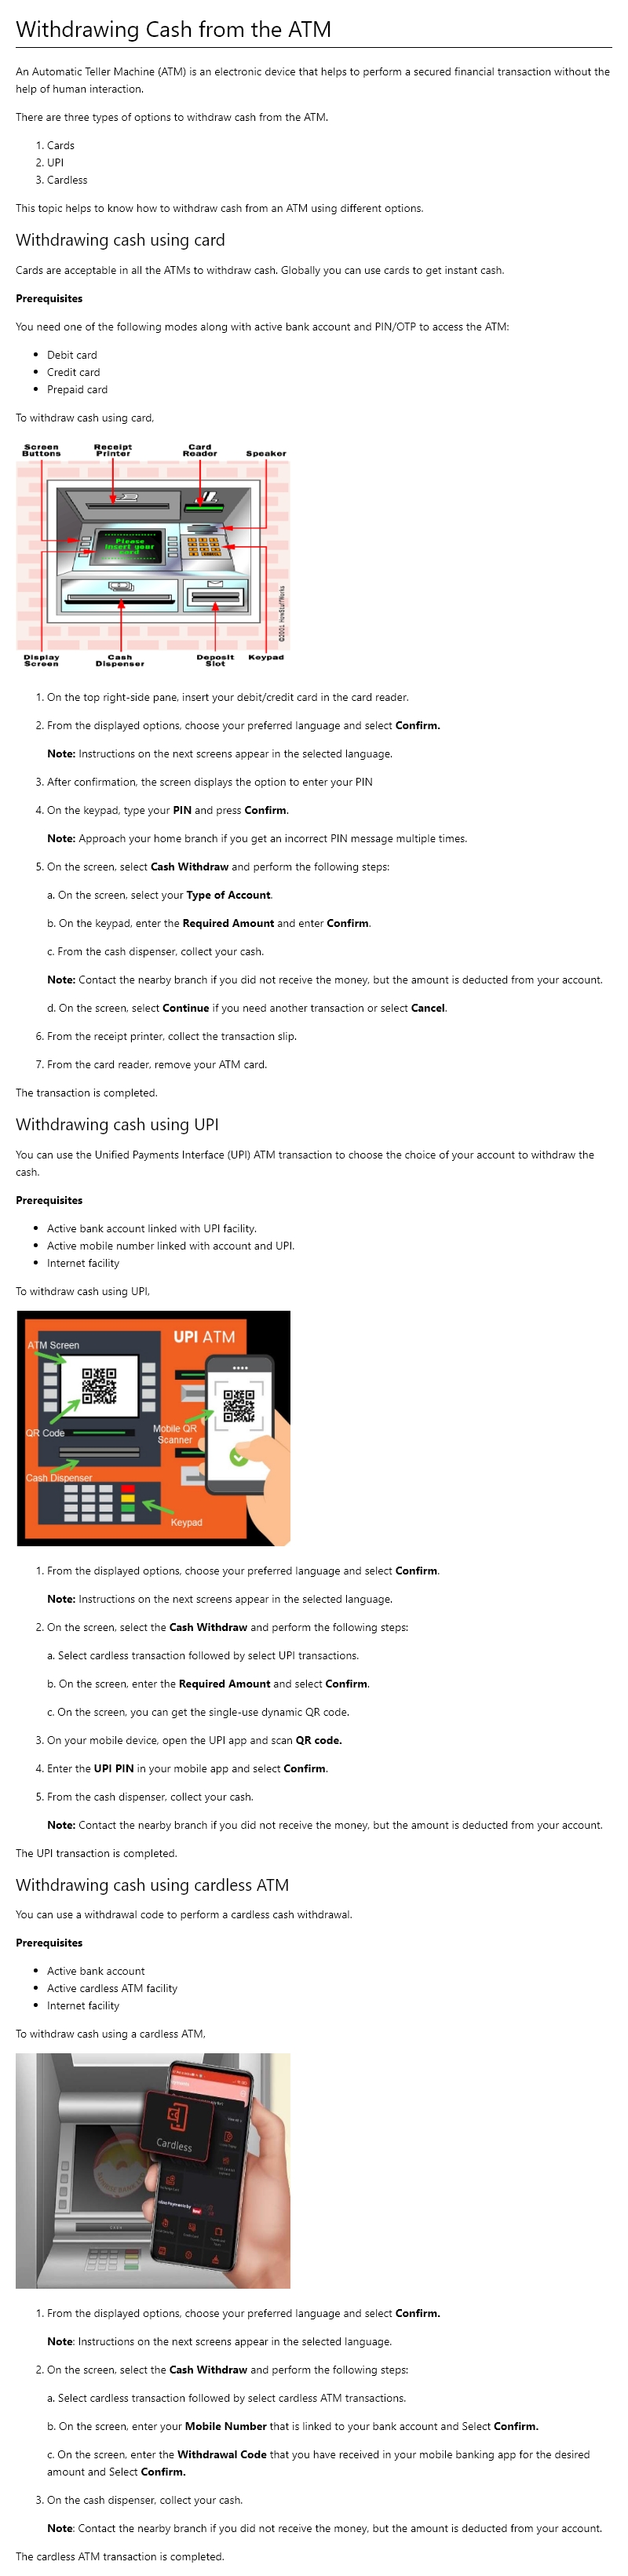 Withdrawing Cash from the ATM
An Automatic Teller Machine (ATM) is an electronic device that helps to perform a secured financial transaction without the
help of human interaction.
There are three types of options to withdraw cash from the ATM.
1. Cards
2. UPI
3. Cardless
This topic helps to know how to withdraw cash from an ATM using different options.
Withdrawing cash using card
Cards are acceptable in all the ATMs to withdraw cash. Globally you can use cards to get instant cash.
Prerequisites
You need one of the following modes along with active bank account and PIN/OTP to access the ATM:
• Debit card
• Credit card
• Prepaid card
To withdraw cash using card,
Screen Buttons
Receipt Printer
Card Reader
Speaker
Please
Insert your
card
©2001 HowStuffWorks
Display Screen
Cash Dispenser
Deposit Slot
Keypad
1. On the top right-side pane, insert your debit/credit card in the card reader.
2. From the displayed options, choose your preferred language and select Confirm.
Note: Instructions on the next screens appear in the selected language.
3. After confirmation, the screen displays the option to enter your PIN
4. On the keypad, type your PIN and press Confirm.
Note: Approach your home branch if you get an incorrect PIN message multiple times.
5. On the screen, select Cash Withdraw and perform the following steps:
a. On the screen, select your Type of Account.
b. On the keypad, enter the Required Amount and enter Confirm.
c. From the cash dispenser, collect your cash.
Note: Contact the nearby branch if you did not receive the money, but the amount is deducted from your account.
d. On the screen, select Continue if you need another transaction or select Cancel.
6. From the receipt printer, collect the transaction slip.
7. From the card reader, remove your ATM card.
The transaction is completed.
Withdrawing cash using UPI
You can use the Unified Payments Interface (UPI) ATM transaction to choose the choice of your account to withdraw the
cash.
Prerequisites
• Active bank account linked with UPI facility.
• Active mobile number linked with account and UPI.
• Internet facility
To withdraw cash using UPI,
UPI ATM
ATM Screen
QR Code
Mobile QR
Scanner
Cash Dispenser
Keypad
1. From the displayed options, choose your preferred language and select Confirm.
Note: Instructions on the next screens appear in the selected language.
2. On the screen, select the Cash Withdraw and perform the following steps:
a. Select cardless transaction followed by select UPI transactions.
b. On the screen, enter the Required Amount and select Confirm.
c. On the screen, you can get the single-use dynamic QR code.
3. On your mobile device, open the UPI app and scan QR code.
4. Enter the UPI PIN in your mobile app and select Confirm.
5. From the cash dispenser, collect your cash.
Note: Contact the nearby branch if you did not receive the money, but the amount is deducted from your account.
The UPI transaction is completed.
Withdrawing cash using cardless ATM
You can use a withdrawal code to perform a cardless cash withdrawal.
Prerequisites
• Active bank account
• Active cardless ATM facility
• Internet facility
To withdraw cash using a cardless ATM,
Cardless
1. From the displayed options, choose your preferred language and select Confirm.
Note: Instructions on the next screens appear in the selected language.
2. On the screen, select the Cash Withdraw and perform the following steps:
a. Select cardless transaction followed by select cardless ATM transactions.
b. On the screen, enter your Mobile Number that is linked to your bank account and Select Confirm.
c. On the screen, enter the Withdrawal Code that you have received in your mobile banking app for the desired
amount and Select Confirm.
3. On the cash dispenser, collect your cash.
Note: Contact the nearby branch if you did not receive the money, but the amount is deducted from your account.
The cardless ATM transaction is completed.